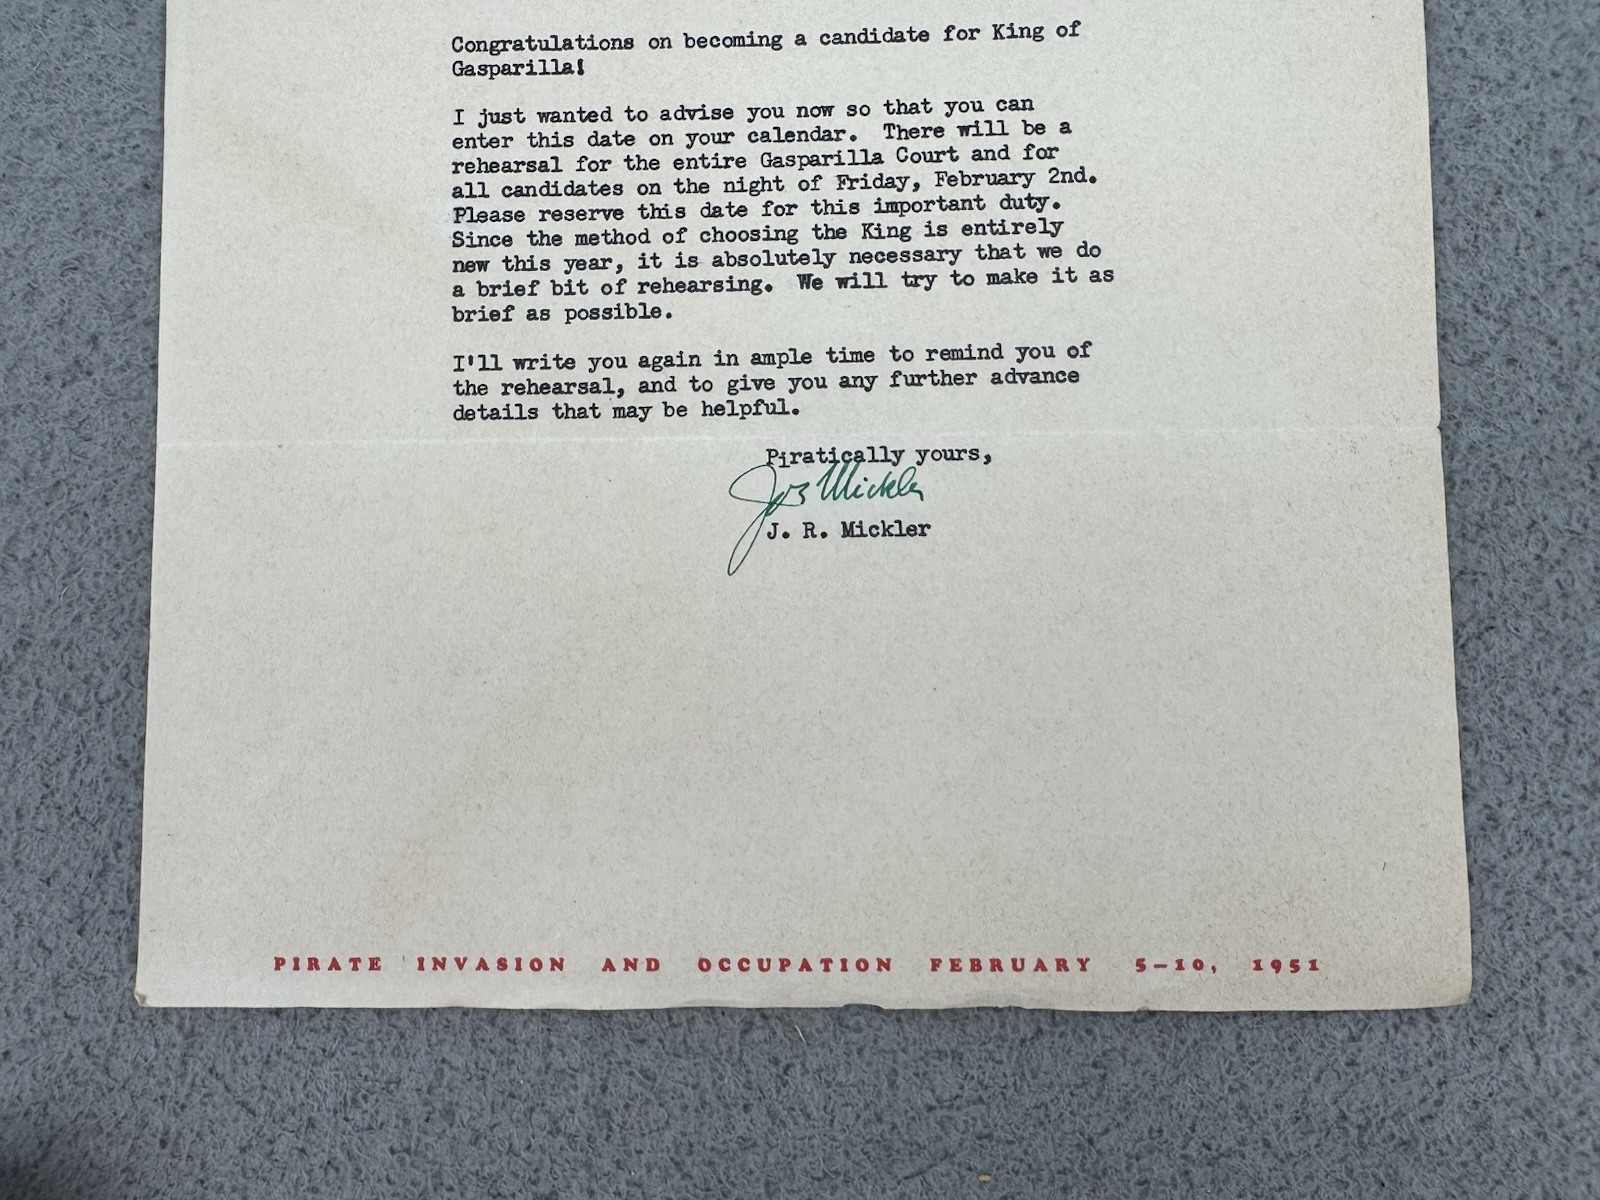 Congratulations on becoming a candidate for King of
Gasparilla!
I just wanted to advise you now so that you can
enter this date on your calendar.  There will be a
rehearsal for the entire Gasparilla Court and for
all candidates on the night of Friday, February 2nd.
Please reserve this date for this important duty.
Since the method of choosing the King is entirely
new this year, it is absolutely necessary that we do
a brief bit of rehearsing.  We will try to make it as
brief as possible.
I'll write you again in ample time to remind you of
the rehearsal, and to give you any further advance
details that may be helpful.
Piratically yours,
Joe Mickler
J. R. Mickler
PIRATE INVASION AND OCCUPATION FEBRUARY 5-10, 1951